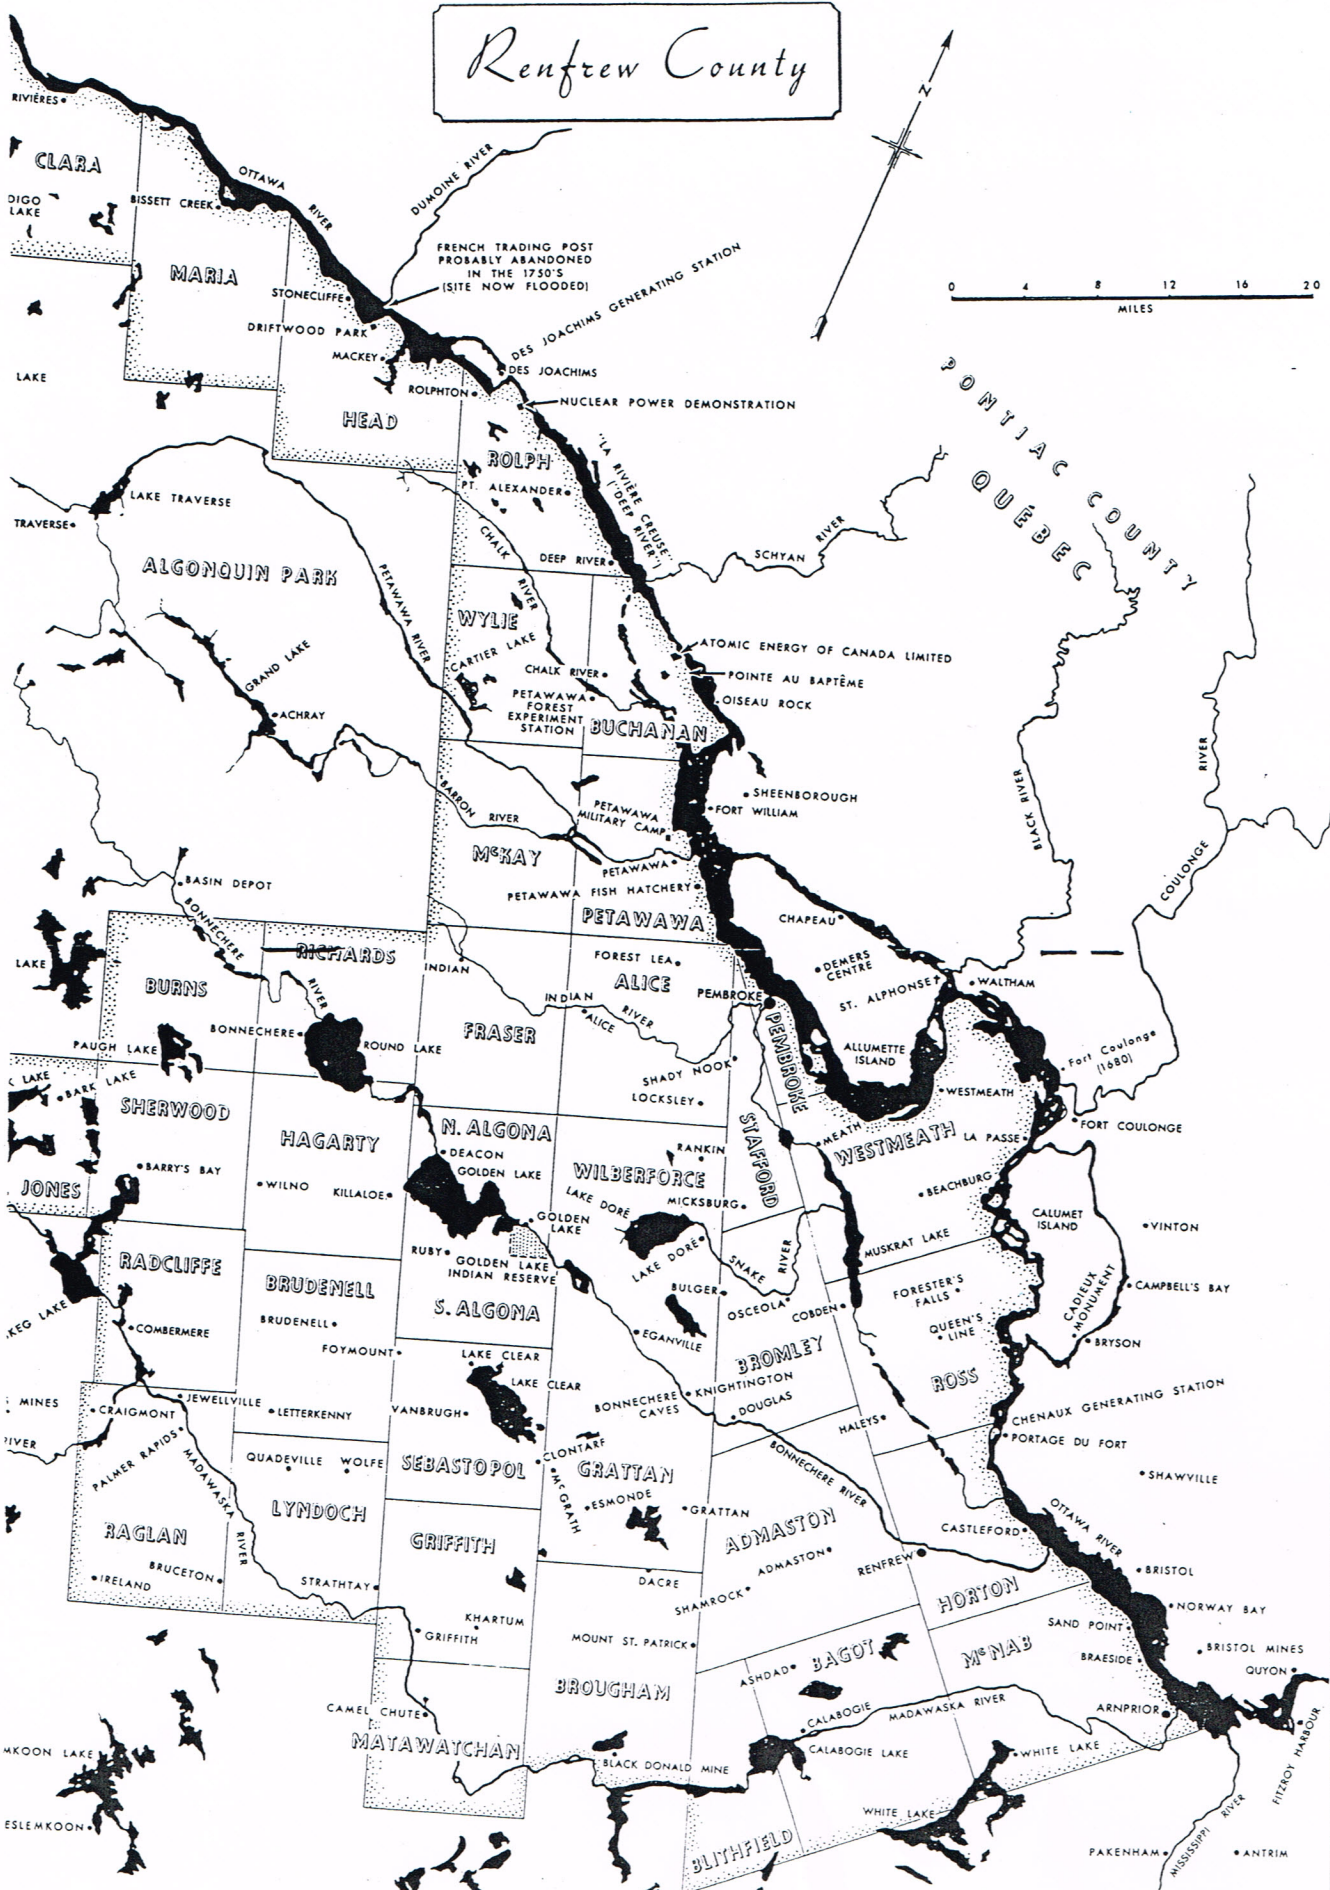 Renfrew County
N
RIVIÈRES
CLARA
OTTAWA
RIVER
DUMOINE RIVER
BISSETT CREEK
LAKE
MARIA
FRENCH TRADING POST
PROBABLY ABANDONED
IN THE 1750'S
(SITE NOW FLOODED)
STONECLIFFE
DES JOACHIMS GENERATING STATION
0 4 8 12 16 20
MILES
DRIFTWOOD PARK
MACKEY
DES JOACHIMS
LAKE
ROLPHTON
NUCLEAR POWER DEMONSTRATION
HEAD
PONTIAC COUNTY
QUEBEC
ROLPH
"LA RIVIÈRE CREUSE"
("DEEP RIVER")
PT. ALEXANDER
LAKE TRAVERSE
TRAVERSE
CHALK
RIVER
SCHYAN RIVER
DEEP RIVER
ALGONQUIN PARK
PETAWAWA RIVER
WYLIE
CARTIER LAKE
ATOMIC ENERGY OF CANADA LIMITED
GRAND LAKE
CHALK RIVER
POINTE AU BAPTÊME
PETAWAWA
FOREST
EXPERIMENT
STATION
OISEAU ROCK
ACHRAY
BUCHANAN
RIVER
BLACK RIVER
SHEENBOROUGH
BARRON
RIVER
PETAWAWA
MILITARY CAMP
FORT WILLIAM
McKAY
PETAWAWA
COULONGE
BASIN DEPOT
PETAWAWA FISH HATCHERY
BONNECHERE
RIVER
PETAWAWA
CHAPEAU
RICHARDS
FOREST LEA
LAKE
INDIAN
DEMERS
CENTRE
BURNS
ALICE
PEMBROKE
ST. ALPHONSE
WALTHAM
INDIAN
RIVER
ALICE
BONNECHERE
FRASER
PEMBROKE
PAUGH LAKE
ROUND LAKE
ALLUMETTE
ISLAND
Fort Coulonge
(1680)
LAKE
BARK LAKE
SHADY NOOK
LOCKSLEY
WESTMEATH
SHERWOOD
STAFFORD
FORT COULONGE
HAGARTY
N. ALGONA
MEATH
WESTMEATH
LA PASSE
DEACON
RANKIN
BARRY'S BAY
GOLDEN LAKE
WILBERFORCE
JONES
WILNO
KILLALOE
BEACHBURG
LAKE DORÉ
MICKSBURG
GOLDEN
LAKE
CALUMET
ISLAND
VINTON
RUBY
LAKE DORÉ
SNAKE
RIVER
MUSKRAT LAKE
RADCLIFFE
GOLDEN LAKE
INDIAN RESERVE
BRUDENELL
BULGER
FORESTER'S
FALLS
CADIEUX
MONUMENT
CAMPBELL'S BAY
S. ALGONA
OSCEOLA
COBDEN
BRUDENELL
COMBERMERE
EGANVILLE
QUEEN'S
LINE
BRYSON
FOYMOUNT
LAKE CLEAR
BROMLEY
LAKE CLEAR
ROSS
MINES
JEWELLVILLE
KNIGHTINGTON
CRAIGMONT
LETTERKENNY
VANBRUGH
BONNECHERE
CAVES
DOUGLAS
CHENAUX GENERATING STATION
HALEYS
PORTAGE DU FORT
PALMER RAPIDS
CLONTARF
QUADEVILLE
WOLFE
SEBASTOPOL
GRATTAN
BONNECHERE RIVER
SHAWVILLE
MADAWASKA
RIVER
McGRATH
ESMONDE
GRATTAN
LYNDOCH
OTTAWA RIVER
RAGLAN
GRIFFITH
ADMASTON
CASTLEFORD
ADMASTON
RENFREW
BRISTOL
BRUCETON
IRELAND
STRATHTAY
DACRE
SHAMROCK
HORTON
NORWAY BAY
KHARTUM
SAND POINT
GRIFFITH
MOUNT ST. PATRICK
BAGOT
McNAB
BRAESIDE
BRISTOL MINES
ASHDAD
QUYON
BROUGHAM
CAMEL CHUTE
CALABOGIE
MADAWASKA RIVER
ARNPRIOR
MATAWATCHAN
CALABOGIE LAKE
WHITE LAKE
BLACK DONALD MINE
FITZROY HARBOUR
WHITE LAKE
BLITHFIELD
MISSISSIPPI RIVER
PAKENHAM
ANTRIM